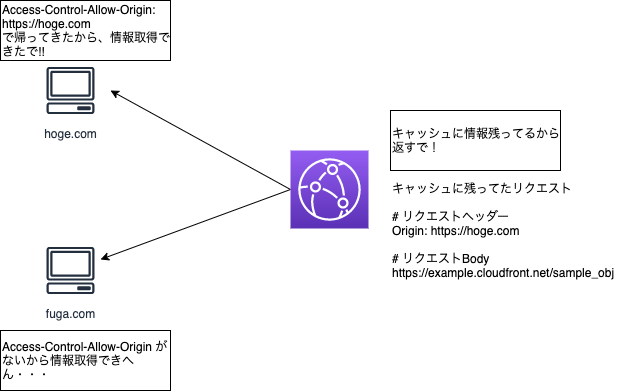 Access-Control-Allow-Origin:
https://hoge.com
で帰ってきたから、情報取得で
きたで!!
hoge.com
キャッシュに情報残ってるから
返すで！
キャッシュに残ってたリクエスト
# リクエストヘッダー
Origin: https://hoge.com
# リクエストBody
https://example.cloudfront.net/sample_obj
fuga.com
Access-Control-Allow-Origin が
ないから情報取得できへ
ん・・・